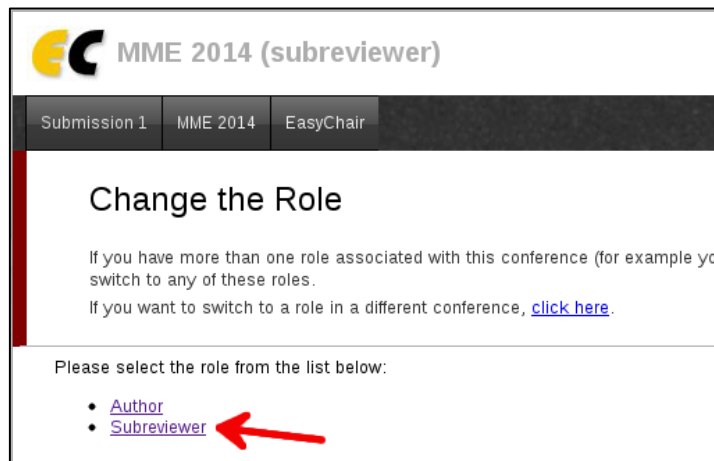 EC MME 2014 (subreviewer)
Submission 1 MME 2014 EasyChair
Change the Role
If you have more than one role associated with this conference (for example yo
switch to any of these roles.
If you want to switch to a role in a different conference, click here.
Please select the role from the list below:
• Author
• Subreviewer